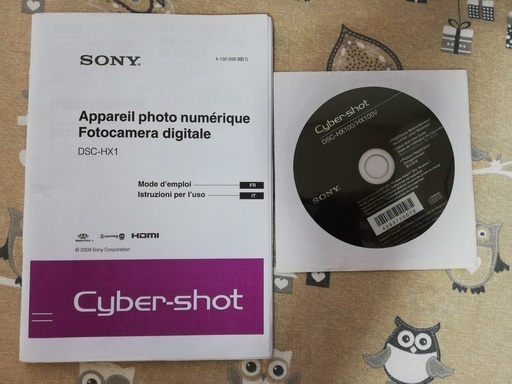 SONY
4-132-058-22(1)
Appareil photo numérique
Fotocamera digitale
DSC-HX1
Mode d'emploi FR
Istruzioni per l'uso IT
HDMI
© 2009 Sony Corporation
Cyber-shot
Cyber-shot
DSC-HX100/HX100V
SONY